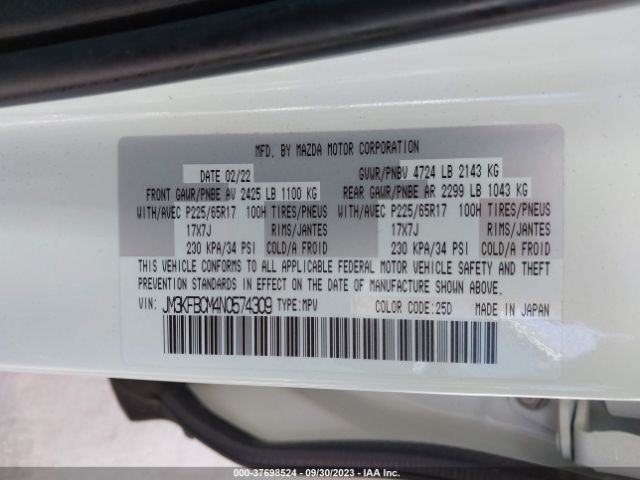 MFD. BY MAZDA MOTOR CORPORATION
DATE 02/22 GVWR/PNBV 4724 LB 2143 KG
FRONT GAWR/PNBE AV 2425 LB 1100 KG REAR GAWR/PNBE AR 2299 LB 1043 KG
WITH/AVEC P225/65R17 100H TIRES/PNEUS WITH/AVEC P225/65R17 100H TIRES/PNEUS
17X7J RIMS/JANTES 17X7J RIMS/JANTES
230 KPA/34 PSI COLD/A FROID 230 KPA/34 PSI COLD/A FROID
THIS VEHICLE CONFORMS TO ALL APPLICABLE FEDERAL MOTOR VEHICLE SAFETY AND THEFT
PREVENTION STANDARDS IN EFFECT ON THE DATE OF MANUFACTURE SHOWN ABOVE.
VIN: JM3KFBCM4N0574309 TYPE:MPV COLOR CODE:25D MADE IN JAPAN
000-37698524 - 09/30/2023 - IAA Inc.